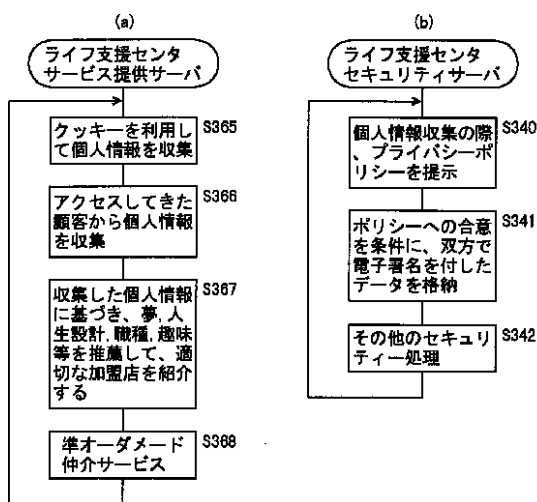 (a)
ライフ支援センタ
サービス提供サーバ
クッキーを利用し
て個人情報を収集
S365
アクセスしてきた
顧客から個人情報
を収集
S366
収集した個人情報
に基づき、夢,人
生設計,職種,趣味
等を推薦して、適
切な加盟店を紹介
する
S367
準オーダメード
仲介サービス
S368
(b)
ライフ支援センタ
セキュリティサーバ
個人情報収集の際
、プライバシーポ
リシーを提示
S340
ポリシーへの合意
を条件に、双方で
電子署名を付した
データを格納
S341
その他のセキュリ
ティー処理
S342